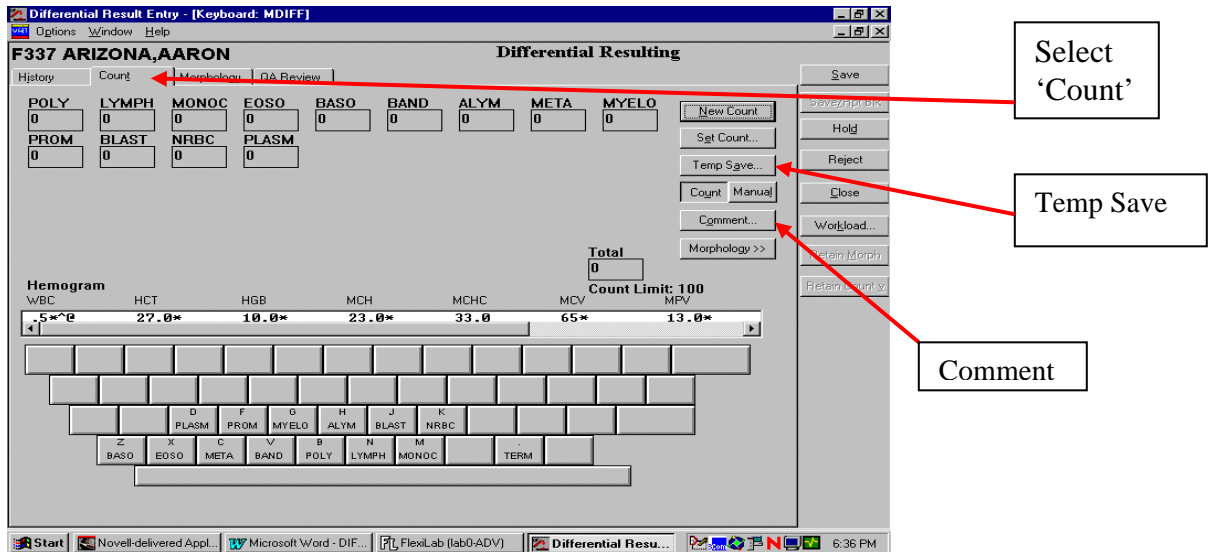 Differential Result Entry - [Keyboard: MDIFF]
Options Window Help
F337 ARIZONA,AARON Differential Resulting
History Count Morphology QA Review
POLY LYMPH MONOC EOSO BASO BAND ALYM META MYELO
0 0 0 0 0 0 0 0 0
PROM BLAST NRBC PLASM
0 0 0 0
New Count
Set Count...
Temp Save...
Count Manual
Comment...
Morphology >>
Total
0
Count Limit: 100
Save
Save/Rpt Blk
Hold
Reject
Close
Workload...
Retain Morph
Retain Count v
Hemogram
WBC HCT HGB MCH MCHC MCV MPV
.5*^@ 27.0* 10.0* 23.0* 33.0 65* 13.0*
D F G H J K
PLASM PROM MYELO ALYM BLAST NRBC
Z X C V B N M .
BASO EOSO META BAND POLY LYMPH MONOC TERM
Start Novell-delivered Appl... Microsoft Word - DIF... FlexiLab (lab0-ADV) Differential Resu... 6:36 PM
Select
‘Count’
Temp Save
Comment